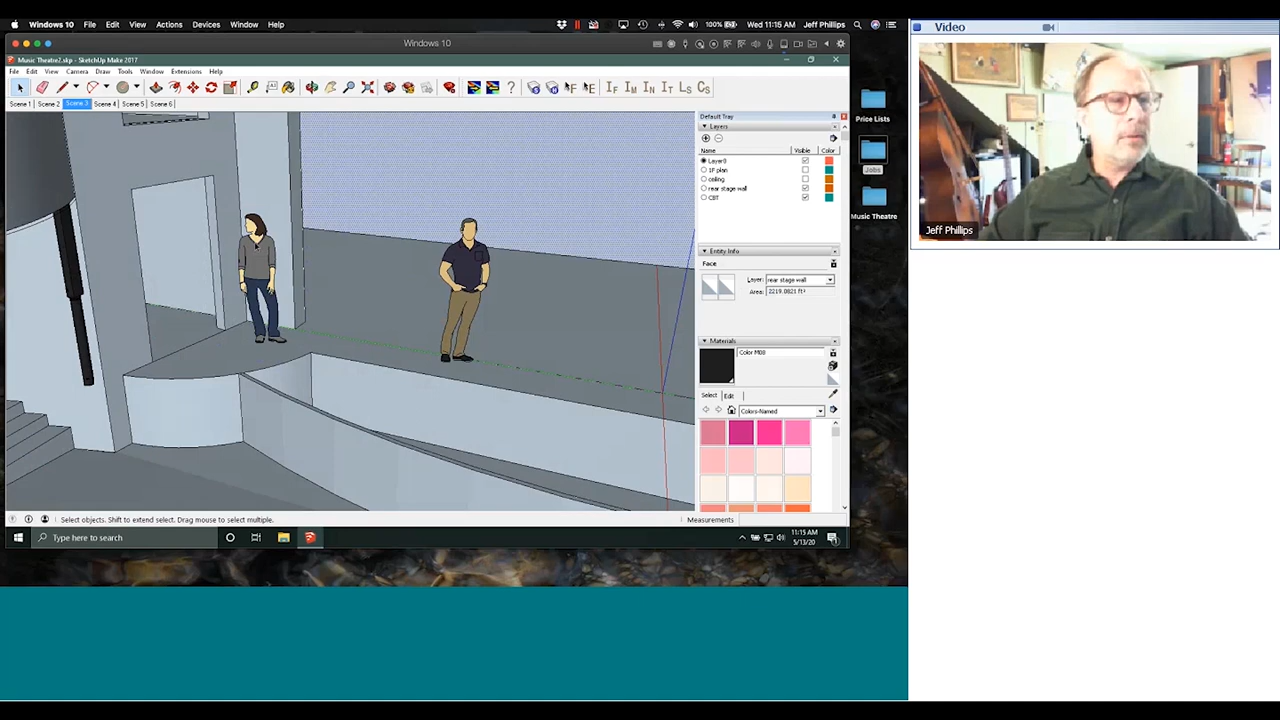 Windows 10 File Edit View Actions Devices Window Help
100% Wed 11:15 AM Jeff Phillips
Windows 10
Music Theatre2.skp - SketchUp Make 2017
File Edit View Camera Draw Tools Window Extensions Help
Scene 1 Scene 2 Scene 3 Scene 4 Scene 5 Scene 6
Default Tray
Layers
Name Visible Color
Layer0
1F plan
ceiling
rear stage wall
CBT
Entity Info
Face
Layer: rear stage wall
Area: 2219.0821 ft²
Materials
Color M00
Select Edit
Colors-Named
Select objects. Shift to extend select. Drag mouse to select multiple.
Measurements
Type here to search
11:15 AM
5/13/20
Price Lists
Jobs
Music Theatre
Video
Jeff Phillips